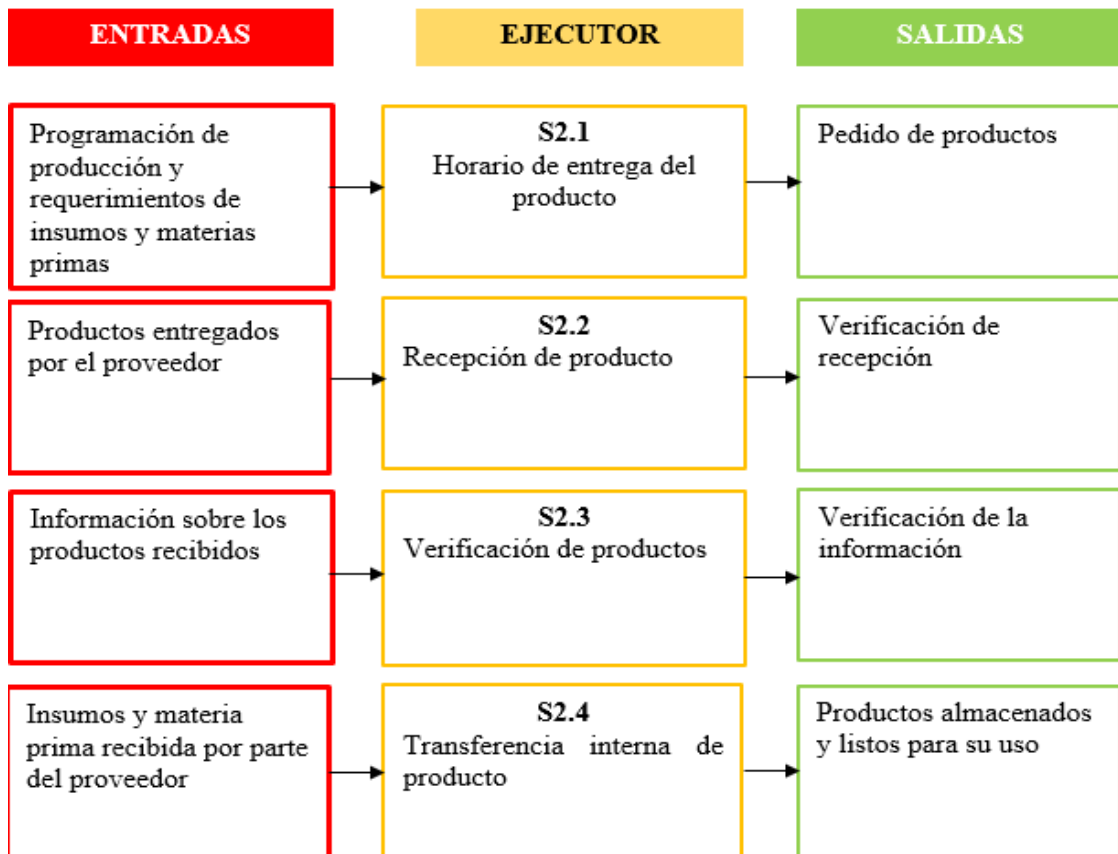 ENTRADAS
EJECUTOR
SALIDAS
Programación de
producción y
requerimientos de
insumos y materias
primas
S2.1
Horario de entrega del
producto
Pedido de productos
Productos entregados
por el proveedor
S2.2
Recepción de producto
Verificación de
recepción
Información sobre los
productos recibidos
S2.3
Verificación de productos
Verificación de la
información
Insumos y materia
prima recibida por parte
del proveedor
S2.4
Transferencia interna de
producto
Productos almacenados
y listos para su uso